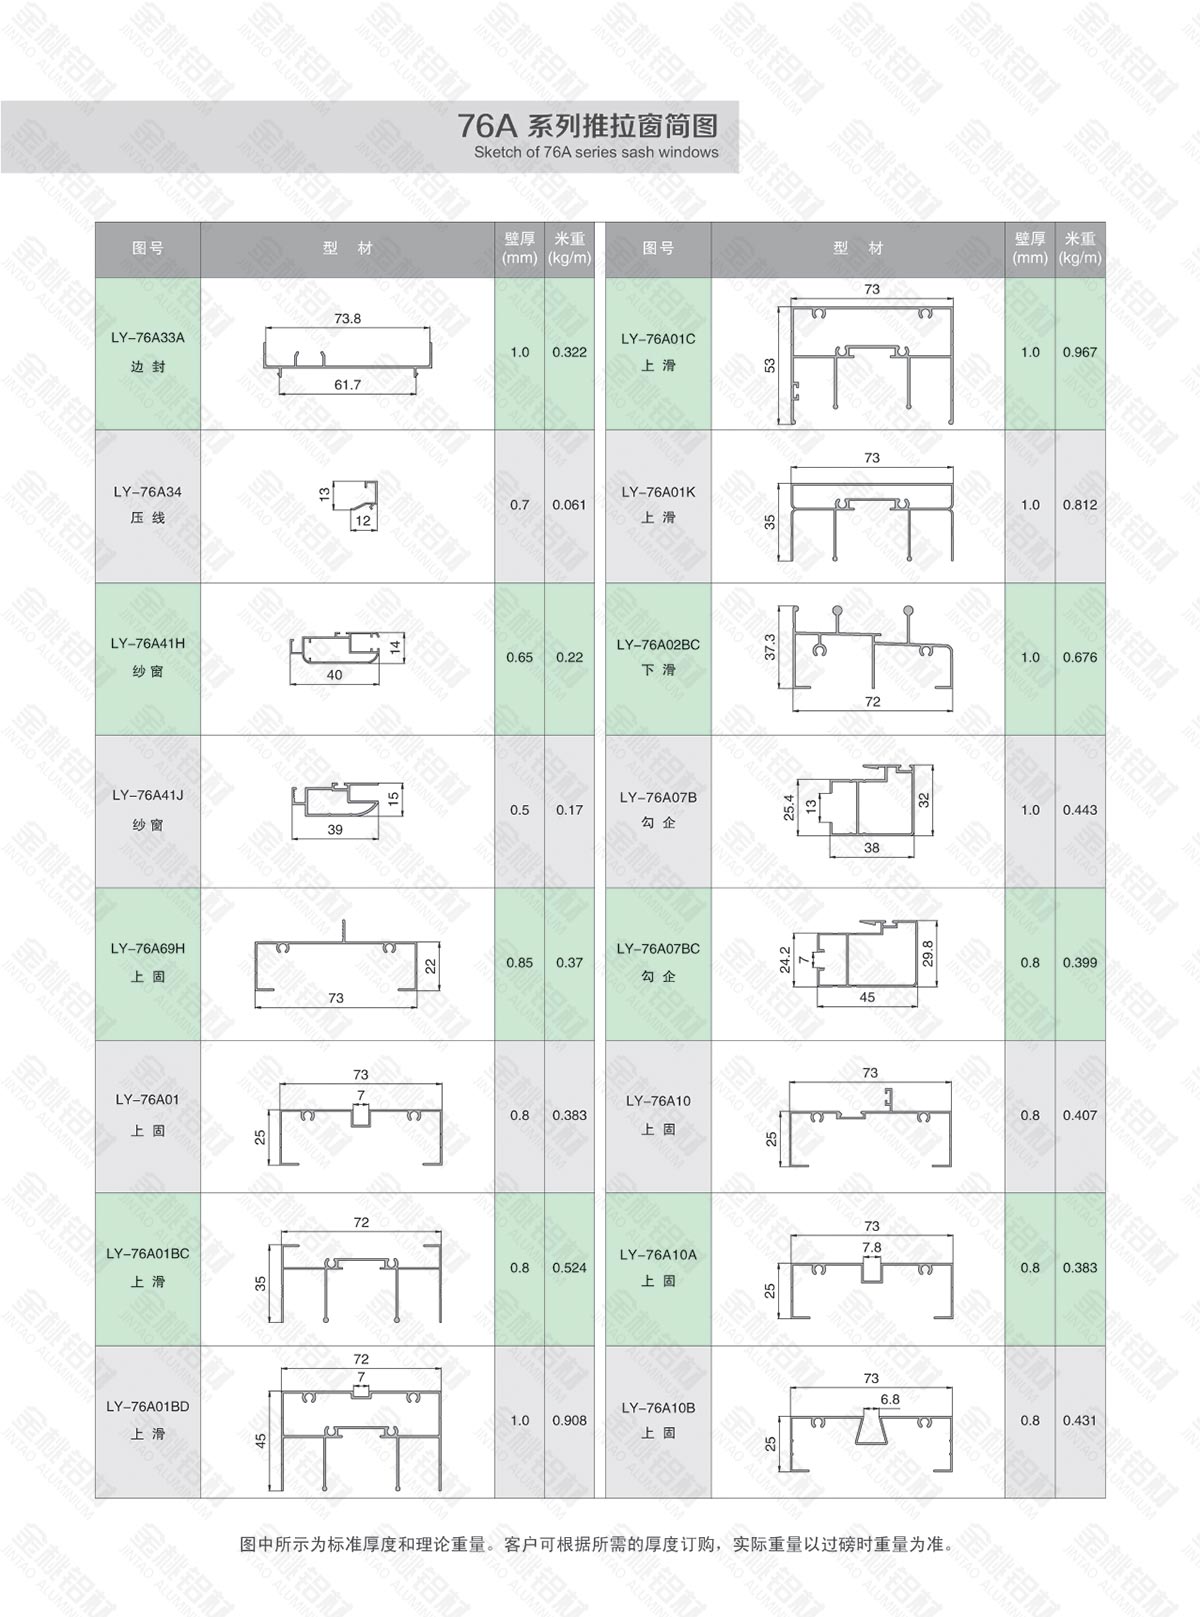 76A 系列推拉窗简图
Sketch of 76A series sash windows
图号 型 材 壁厚(mm) 米重(kg/m) 图号 型 材 壁厚(mm) 米重(kg/m)
LY-76A33A
边 封
73.8
61.7
1.0
0.322
LY-76A01C
上 滑
73
53
1.0
0.967
LY-76A34
压 线
13
12
0.7
0.061
LY-76A01K
上 滑
73
35
1.0
0.812
LY-76A41H
纱 窗
14
40
0.65
0.22
LY-76A02BC
下 滑
37.3
72
1.0
0.676
LY-76A41J
纱 窗
15
39
0.5
0.17
LY-76A07B
勾 企
25.4
13
32
38
1.0
0.443
LY-76A69H
上 固
22
73
0.85
0.37
LY-76A07BC
勾 企
24.2
7
29.8
45
0.8
0.399
LY-76A01
上 固
73
7
25
0.8
0.383
LY-76A10
上 固
73
25
0.8
0.407
LY-76A01BC
上 滑
72
35
0.8
0.524
LY-76A10A
上 固
73
7.8
25
0.8
0.383
LY-76A01BD
上 滑
72
7
45
1.0
0.908
LY-76A10B
上 固
73
6.8
25
0.8
0.431
图中所示为标准厚度和理论重量。客户可根据所需的厚度订购，实际重量以过磅时重量为准。
金桃铝材
JINTAO ALUMINIUM